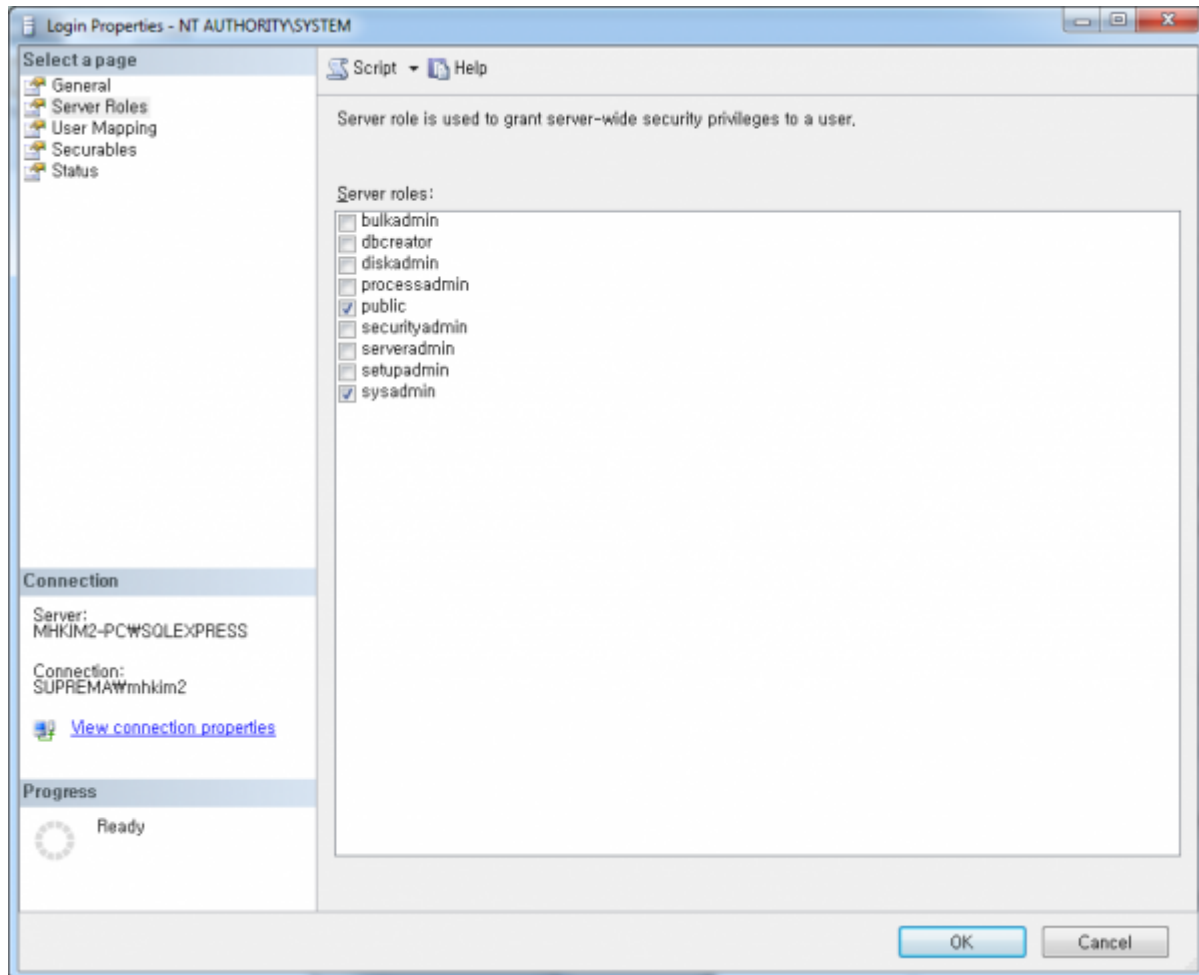 Login Properties - NT AUTHORITY\SYSTEM
Select a page
General
Server Roles
User Mapping
Securables
Status
Script
Help
Server role is used to grant server-wide security privileges to a user.
Server roles:
bulkadmin
dbcreator
diskadmin
processadmin
public
securityadmin
serveradmin
setupadmin
sysadmin
Connection
Server:
MHKIM2-PC₩SQLEXPRESS
Connection:
SUPREMA₩mhkim2
View connection properties
Progress
Ready
OK
Cancel